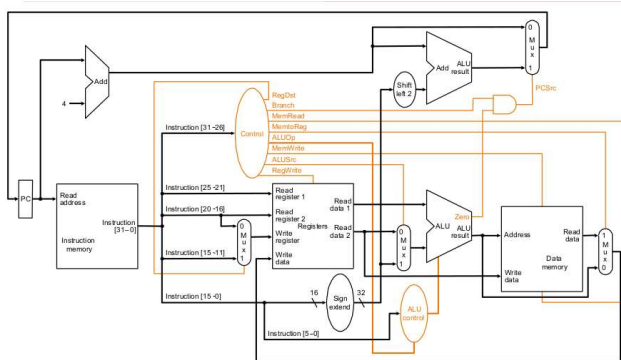 0
M
u
x
1
Add
ALU
result
Add
4
Shift
left 2
RegDst
Branch
MemRead
MemtoReg
ALUOp
MemWrite
ALUSrc
RegWrite
PCSrc
Control
Instruction [31–26]
PC
Read
address
Instruction
[31–0]
Instruction
memory
Instruction [25–21]
Instruction [20–16]
Instruction [15–11]
Instruction [15–0]
0
M
u
x
1
Read
register 1
Read
register 2
Registers
Write
register
Write
data
Read
data 1
Read
data 2
0
M
u
x
1
Zero
ALU
ALU
result
Address
Read
data
Data
memory
Write
data
1
M
u
x
0
16
Sign
extend
32
ALU
control
Instruction [5–0]